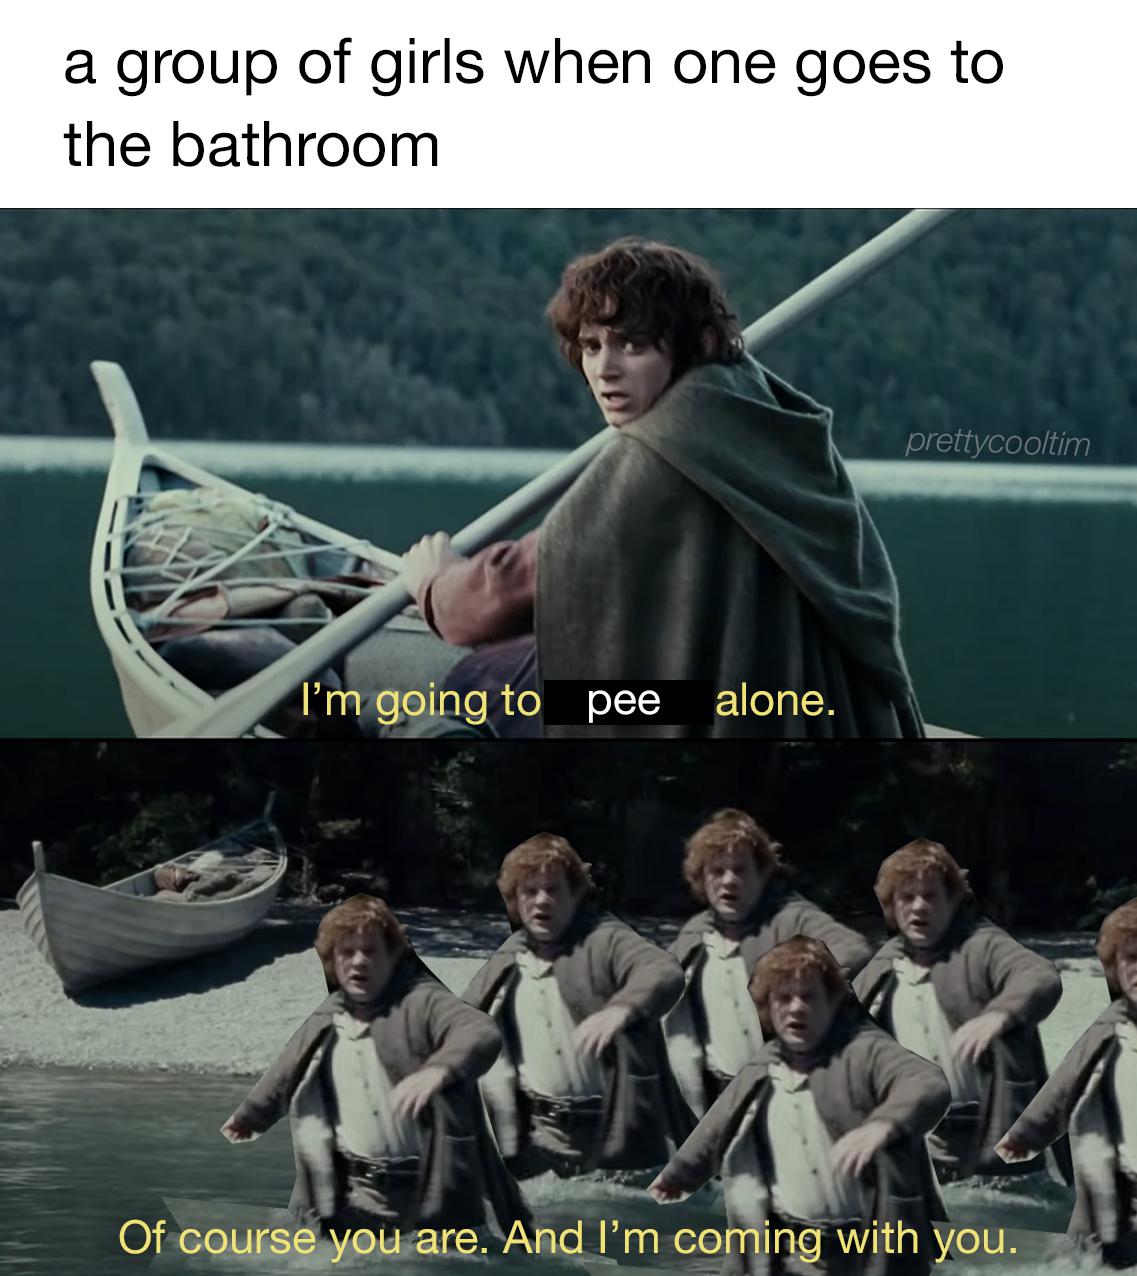 a group of girls when one goes to
the bathroom
prettycooltim
I'm going to pee alone.
Of course you are. And I'm coming with you.